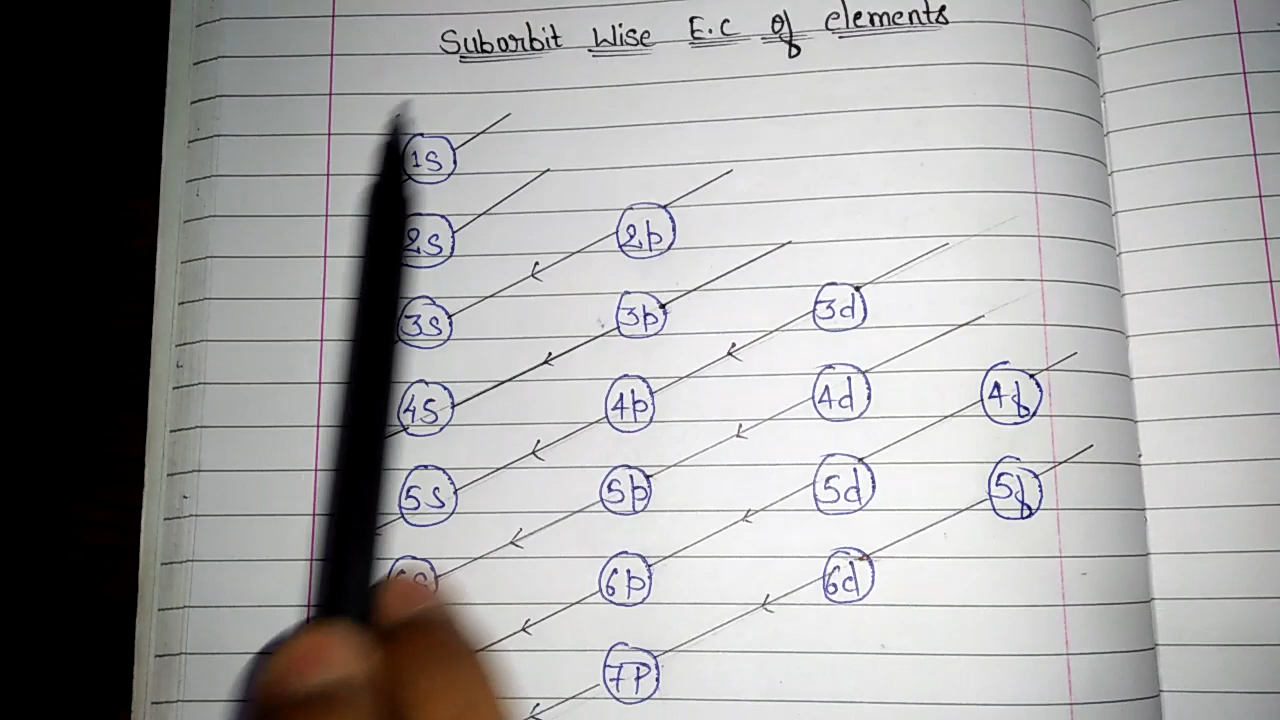 Suborbit Wise E.C of elements
1s
2s 2p
3s 3p 3d
4s 4p 4d 4f
5s 5p 5d 5f
6s 6p 6d
7p